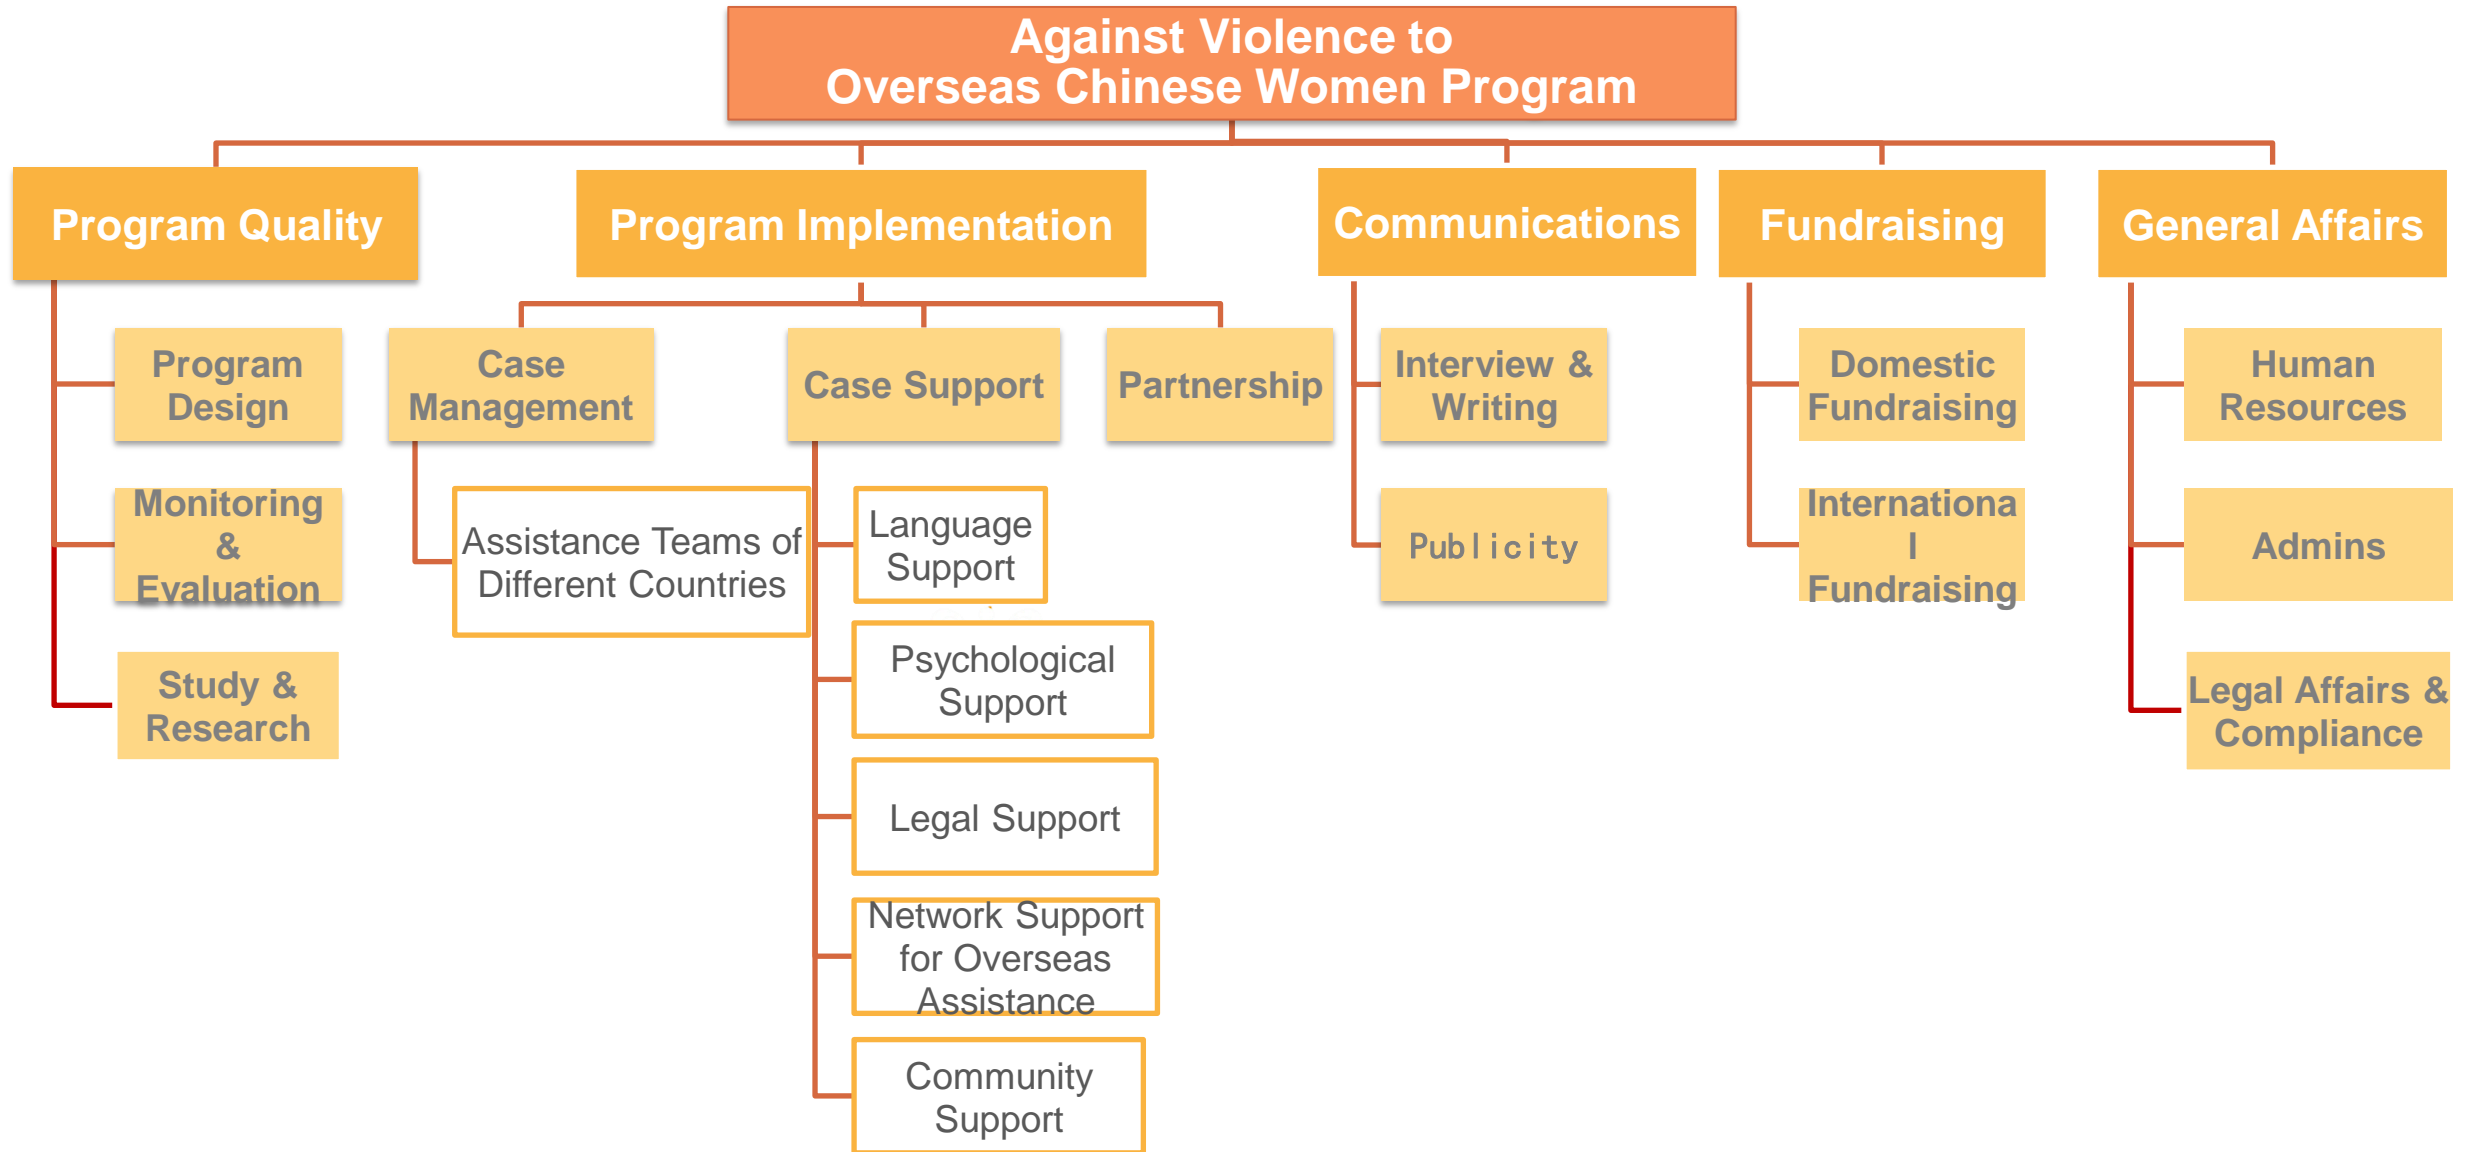 Against Violence to
Overseas Chinese Women Program
Program Quality
Program Implementation
Communications
Fundraising
General Affairs
Program
Design
Case
Management
Case Support
Partnership
Interview &
Writing
Domestic
Fundraising
Human
Resources
Monitoring
&
Evaluation
Assistance Teams of
Different Countries
Language
Support
Publicity
Internationa
l
Fundraising
Admins
Study &
Research
Psychological
Support
Legal Affairs &
Compliance
Legal Support
Network Support
for Overseas
Assistance
Community
Support